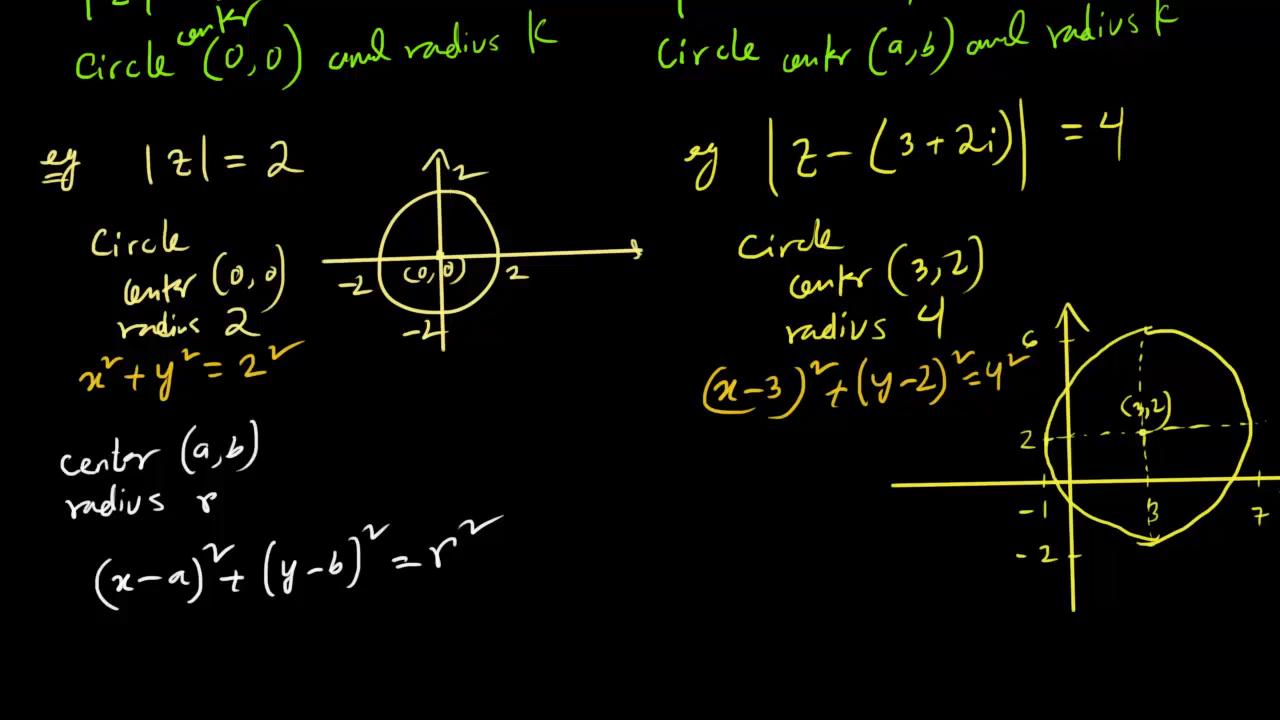 center
Circle (0,0) and radius k
eg |z| = 2
Circle
center (0,0)
radius 2
x² + y² = 2²
2
-2
(0,0)
2
-2
center (a,b)
radius r
(x-a)² + (y-b)² = r²
Circle center (a,b) and radius k
eg |z - (3+2i)| = 4
Circle
center (3,2)
radius 4
(x-3)² + (y-2)² = 4²
6
(3,2)
2
-1
3
7
-2